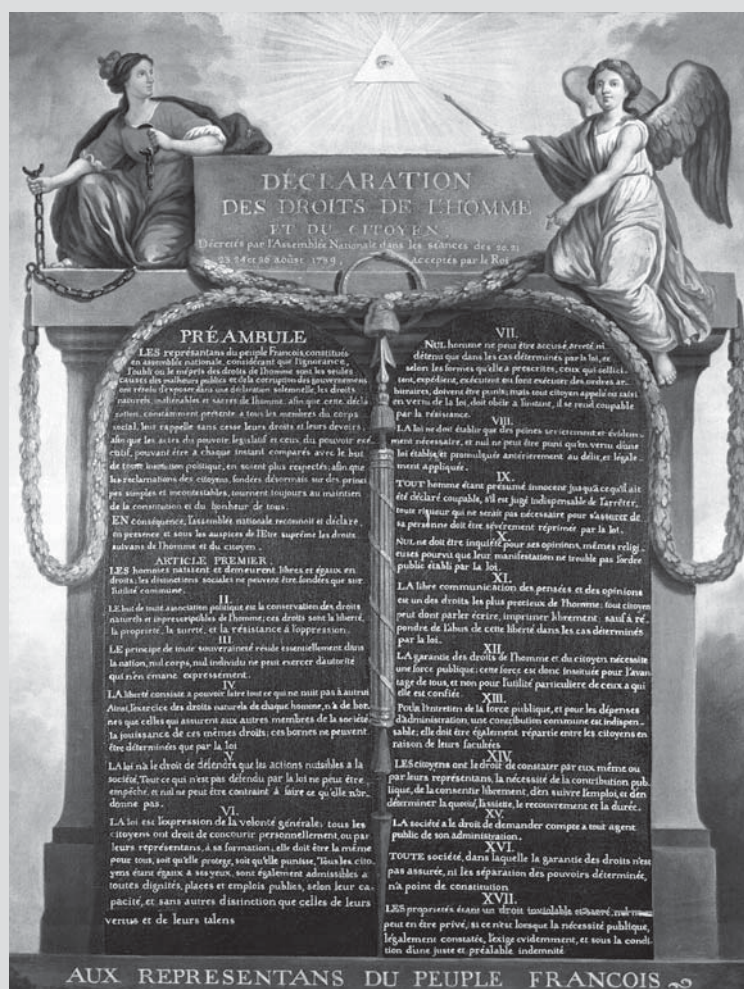 DÉCLARATION
DES DROITS DE L'HOMME
ET DU CITOYEN,
Décretés par l'Assemblée Nationale dans les séances des 20, 21
23, 24 et 26 aoûst 1789, acceptés par le Roi
PRÉAMBULE
LES représentans du peuple François, constitués
en assemblée nationale, considérant que l'ignorance,
l'oubli ou le mépris des droits de l'homme sont les seules
causes des malheurs publics et de la corruption des gouvernemens
ont résolu d'exposer dans une déclaration solemnelle, les droits
naturels, inaliénables et sacrés de l'homme; afin que cette décla
ration, constamment présente a tous les membres du corps
social, leur rappelle sans cesse leurs droits et leurs devoirs;
afin que les actes du pouvoir législatif et ceux du pouvoir exé
cutif, pouvant être a chaque instant comparés avec le but
de toute institution politique, en soient plus respectés; afin que
les réclamations des citoyens, fondées désormais sur des princi
pes simples et incontestables, tournent toujours au maintien
de la constitution et du bonheur de tous.
EN conséquence, l'assemblée nationale reconnoit et déclare
en presence et sous les auspices de l'Etre suprême les droits
suivans de l'homme et du citoyen.
ARTICLE PREMIER.
LES hommes naissent et demeurent libres et égaux en
droits; les distinctions sociales ne peuvent être fondées que sur
l'utilité commune.
II.
LE but de toute association politique est la conservation des droits
naturels et imprescriptibles de l'homme; ces droits sont la liberté,
la proprieté, la sureté, et la résistance à l'oppression.
III.
LE principe de toute souveraineté réside essentiellement dans
la nation, nul corps, nul individu ne peut exercer d'autorité
qui n'en émane expressement.
IV.
LA liberté consiste a pouvoir faire tout ce qui ne nuit pas à autrui
Ainsi, l'exercice des droits naturels de chaque homme, n'a de bor-
nes que celles qui assurent aux autres membres de la société
la jouissance de ces mêmes droits; ces bornes ne peuvent
être déterminées que par la loi
V.
LA loi n'a le droit de défendre que les actions nuisibles a la
société. Tout ce qui n'est pas défendu par la loi ne peut être
empêché, et nul ne peut être contraint à faire ce qu'elle n'or-
donne pas.
VI.
LA loi est l'expression de la volonté générale; tous les
citoyens ont droit de concourir personnellement, ou par
leurs représentans, à sa formation; elle doit être la même
pour tous, soit qu'elle protege, soit qu'elle punisse, Tous les cito
yens étant égaux a ses yeux, sont également admissibles a
toutes dignités, places et emplois publics, selon leur ca-
pacité, et sans autres distinction que celles de leurs
vertus et de leurs talens
VII.
NUL homme ne peut être accusé, arreté ni
détenu que dans les cas déterminés par la loi, et
selon les formes qu'elle a prescrites, ceux qui sollici-
tent, expédient, exécutent ou font exécuter des ordres ar-
bitraires, doivent être punis; mais tout citoyen appelé ou saisi
en vertu de la loi, doit obéir a l'instant, il se rend coupable
par la résistance.
VIII.
LA loi ne doit établir que des peines strictement et évidem-
ment nécessaire, et nul ne peut être puni qu'en vertu d'une
loi établie, et promulguée antérieurement au délit, et légale-
ment appliquée.
IX.
TOUT homme étant présumé innocent jusqu'à ce qu'il ait
été déclaré coupable, s'il est jugé indispensable de l'arrêter,
toute rigueur qui ne serait pas nécessaire pour s'assurer de
sa personne doit être sévèrement réprimée par la loi.
X.
NUL ne doit être inquiété pour ses opinions, mêmes religi-
euses pourvu que leur manifestation ne trouble pas l'ordre
public établi par la loi.
XI.
LA libre communication des pensées et des opinions
est un des droits les plus precieux de l'homme; tout citoyen
peut dont parler écrire, imprimer librement; sauf à ré-
pondre de l'abus de cette liberté dans les cas déterminés
par la loi.
XII.
LA garantie des droits de l'homme et du citoyen nécessite
une force publique; cette force est donc instituée pour l'avan-
tage de tous, et non pour l'utilité particuliere de ceux a qui
elle est confiée.
XIII.
Pour l'entretien de la force publique, et pour les dépenses
d'administration, une contribution commune est indispen-
sable; elle doit être également répartie entre les citoyens en
raison de leurs facultées
XIV.
LES citoyens ont le droit de constater par eux même ou
par leurs représentans, la nécessité de la contribution pub-
lique, de la consentir librement, d'en suivre l'emploi, et d'en
déterminer la quotité, l'assiette, le recouvrement et la durée.
XV.
LA société a le droit de demander compte a tout agent
public de son administration.
XVI.
TOUTE société, dans laquelle la garantie des droits n'est
pas assurée, ni les séparation des pouvoirs déterminée,
n'a point de constitution
XVII.
LES proprietés étant un droit inviolable et sacré, nul ne
peut en être privé, si ce n'est lorsque la nécessité publique,
légalement constatée, l'exige evidemment, et sous la condi-
tion d'une juste et préalable indemnité
AUX REPRESENTANS DU PEUPLE FRANCOIS